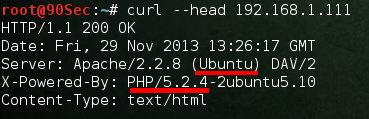 root@90Sec:~# curl --head 192.168.1.111
HTTP/1.1 200 OK
Date: Fri, 29 Nov 2013 13:26:17 GMT
Server: Apache/2.2.8 (Ubuntu) DAV/2
X-Powered-By: PHP/5.2.4-2ubuntu5.10
Content-Type: text/html